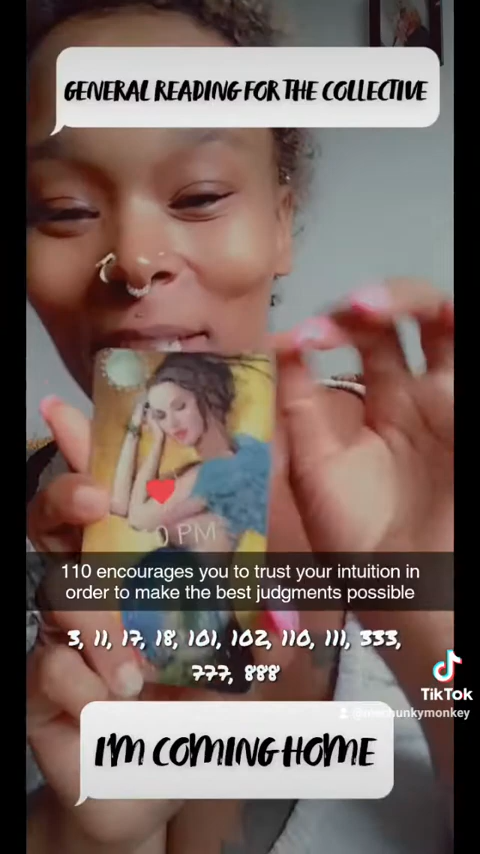 GENERAL READING FOR THE COLLECTIVE
0 PM
110 encourages you to trust your intuition in
order to make the best judgments possible
3, 11, 17, 18, 101, 102, 110, 111, 333,
777, 888
TikTok
I'M COMING HOME